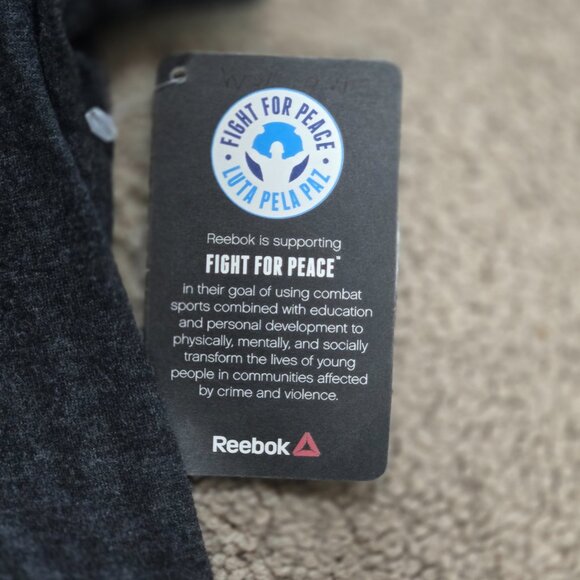 FIGHT FOR PEACE
LUTA PELA PAZ
Reebok is supporting
FIGHT FOR PEACE™
in their goal of using combat
sports combined with education
and personal development to
physically, mentally, and socially
transform the lives of young
people in communities affected
by crime and violence.
Reebok